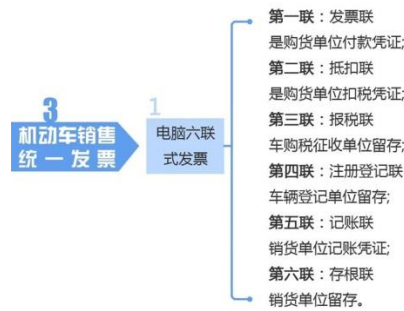 3
机动车销售
统一发票
1
电脑六联
式发票
第一联：发票联
是购货单位付款凭证;
第二联：抵扣联
是购货单位扣税凭证;
第三联：报税联
车购税征收单位留存;
第四联：注册登记联
车辆登记单位留存;
第五联：记账联
销货单位记账凭证;
第六联：存根联
销货单位留存。